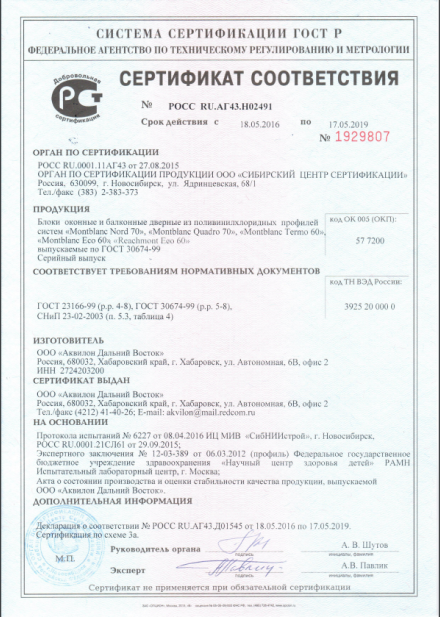 СИСТЕМА СЕРТИФИКАЦИИ ГОСТ Р
ФЕДЕРАЛЬНОЕ АГЕНТСТВО ПО ТЕХНИЧЕСКОМУ РЕГУЛИРОВАНИЮ И МЕТРОЛОГИИ
Добровольная
сертификация
СЕРТИФИКАТ СООТВЕТСТВИЯ
№ РОСС RU.АГ43.Н02491
Срок действия с 18.05.2016 по 17.05.2019
№ 1929807
ОРГАН ПО СЕРТИФИКАЦИИ
РОСС RU.0001.11АГ43 от 27.08.2015
ОРГАН ПО СЕРТИФИКАЦИИ ПРОДУКЦИИ ООО «СИБИРСКИЙ ЦЕНТР СЕРТИФИКАЦИИ»
Россия, 630099, г. Новосибирск, ул. Ядринцевская, 68/1
Тел./факс (383) 2-383-373
ПРОДУКЦИЯ
Блоки оконные и балконные дверные из поливинилхлоридных профилей
систем «Montblanc Nord 70», «Montblanc Quadro 70», «Montblanc Termo 60»,
«Montblanc Eco 60» «Reachmont Eco 60»
выпускаемые по ГОСТ 30674-99
Серийный выпуск
код ОК 005 (ОКП):
57 7200
СООТВЕТСТВУЕТ ТРЕБОВАНИЯМ НОРМАТИВНЫХ ДОКУМЕНТОВ
код ТН ВЭД России:
ГОСТ 23166-99 (р.р. 4-8), ГОСТ 30674-99 (р.р. 5-8),
СНиП 23-02-2003 (п. 5.3, таблица 4)
3925 20 000 0
ИЗГОТОВИТЕЛЬ
ООО «Аквилон Дальний Восток»
Россия, 680032, Хабаровский край, г. Хабаровск, ул. Автономная, 6В, офис 2
ИНН 2724203200
СЕРТИФИКАТ ВЫДАН
ООО «Аквилон Дальний Восток»
Россия, 680032, Хабаровский край, г. Хабаровск, ул. Автономная, 6В, офис 2
Тел./факс (4212) 41-40-26; E-mail: akvilon@mail.redcom.ru
НА ОСНОВАНИИ
Протокола испытаний № 6227 от 08.04.2016 ИЦ МИВ «СибНИИстрой», г. Новосибирск,
РОСС RU.0001.21СЛ61 от 29.09.2015;
Экспертного заключения № 12-03-389 от 06.03.2012 (профиль) Федеральное государственное
бюджетное учреждение здравоохранения «Научный центр здоровья детей» РАМН
Испытательный лабораторный центр, г. Москва;
Акта о состоянии производства и оценки стабильности качества продукции, выпускаемой
ООО «Аквилон Дальний Восток».
ДОПОЛНИТЕЛЬНАЯ ИНФОРМАЦИЯ
Декларация о соответствии № РОСС RU.АГ43.Д01545 от 18.05.2016 по 17.05.2019.
Сертификация по схеме 3а.
Руководитель органа
подпись
А. В. Шутов
инициалы, фамилия
М.П.
Эксперт
подпись
А.В. Павлик
инициалы, фамилия
Сертификат не применяется при обязательной сертификации